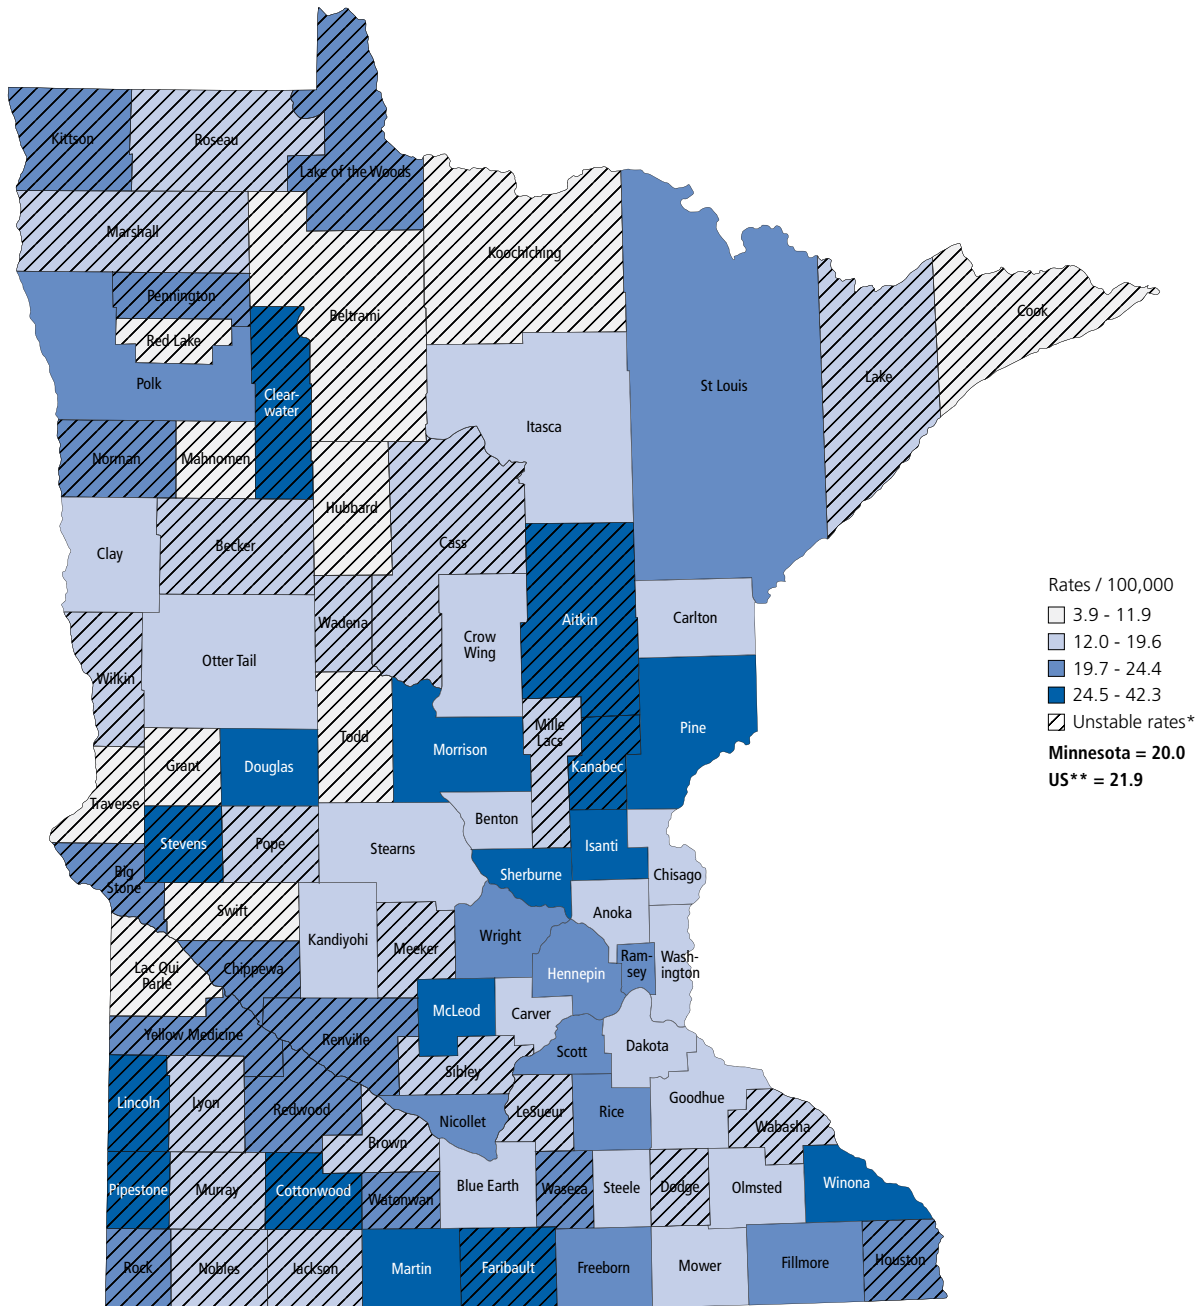 Kittson
Roseau
Lake of the Woods
Marshall
Koochiching
Pennington
Beltrami
Red Lake
Cook
Polk
St Louis
Lake
Clear-
water
Itasca
Norman
Mahnomen
Hubbard
Clay
Becker
Cass
Rates / 100,000
3.9 - 11.9
12.0 - 19.6
19.7 - 24.4
24.5 - 42.3
Unstable rates*
Minnesota = 20.0
US** = 21.9
Wadena
Aitkin
Carlton
Crow
Wing
Otter Tail
Wilkin
Mille
Lacs
Pine
Todd
Morrison
Grant
Douglas
Kanabec
Traverse
Benton
Stevens
Pope
Stearns
Isanti
Big
Stone
Sherburne
Chisago
Swift
Anoka
Kandiyohi
Meeker
Wright
Lac Qui
Parle
Chippewa
Hennepin
Ram-
sey
Wash-
ington
McLeod
Carver
Yellow Medicine
Renville
Scott
Dakota
Sibley
Lincoln
Lyon
Redwood
Nicollet
LeSueur
Rice
Goodhue
Wabasha
Brown
Pipestone
Murray
Cottonwood
Watonwan
Blue Earth
Waseca
Steele
Dodge
Olmsted
Winona
Rock
Nobles
Jackson
Martin
Faribault
Freeborn
Mower
Fillmore
Houston